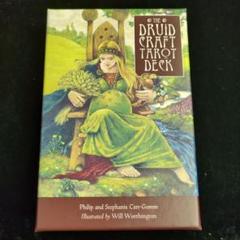 • THE •
DRUID
CRAFT
TAROT
DECK
Philip and Stephanie Carr-Gomm
Illustrated by Will Worthington